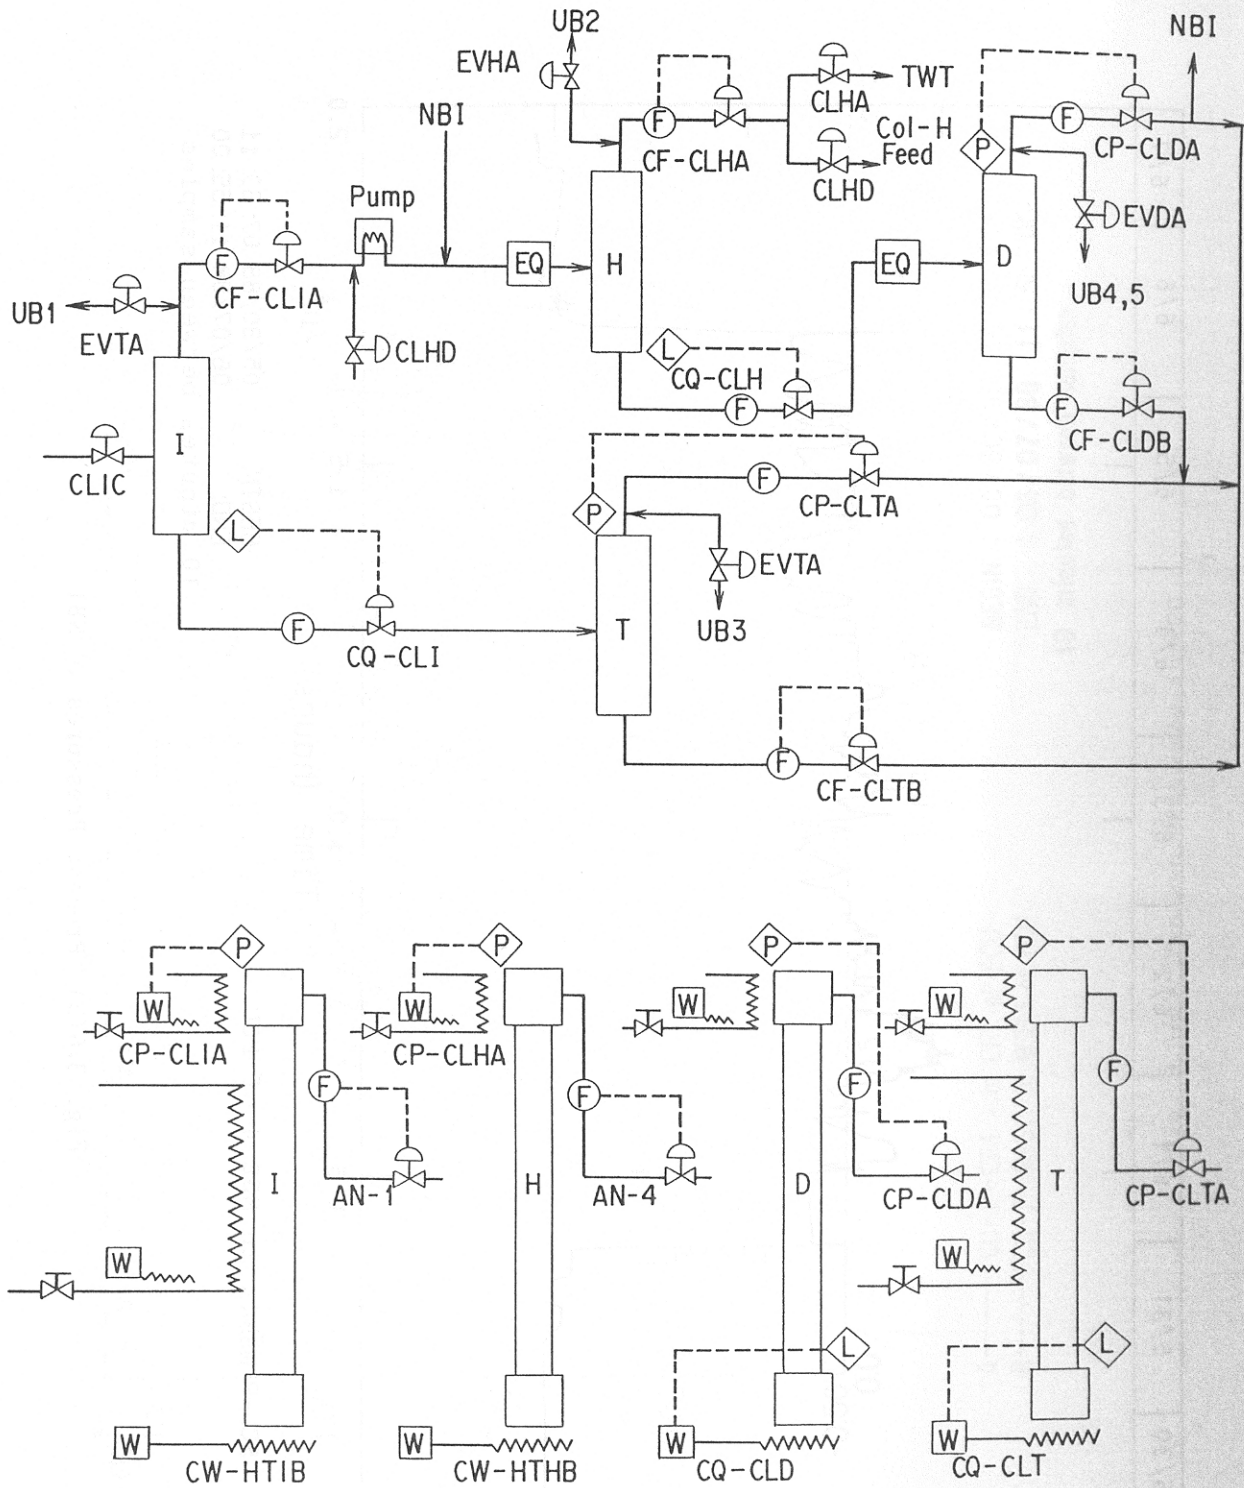 UB2
NBI
EVHA
F
CLHA
TWT
NBI
F
CF-CLHA
Col-H
Feed
CLHD
P
F
CP-CLDA
Pump
F
CF-CLIA
EQ
H
EQ
D
EVDA
UB1
EVTA
CLHD
UB4,5
L
CQ-CLH
F
F
CF-CLDB
I
CLIC
P
F
CP-CLTA
L
EVTA
F
CQ-CLI
T
UB3
F
CF-CLTB
P
P
P
P
W
W
W
W
CP-CLIA
CP-CLHA
F
F
F
F
I
AN-1
H
AN-4
D
CP-CLDA
T
CP-CLTA
W
W
L
L
W
CW-HTIB
W
CW-HTHB
W
CQ-CLD
W
CQ-CLT